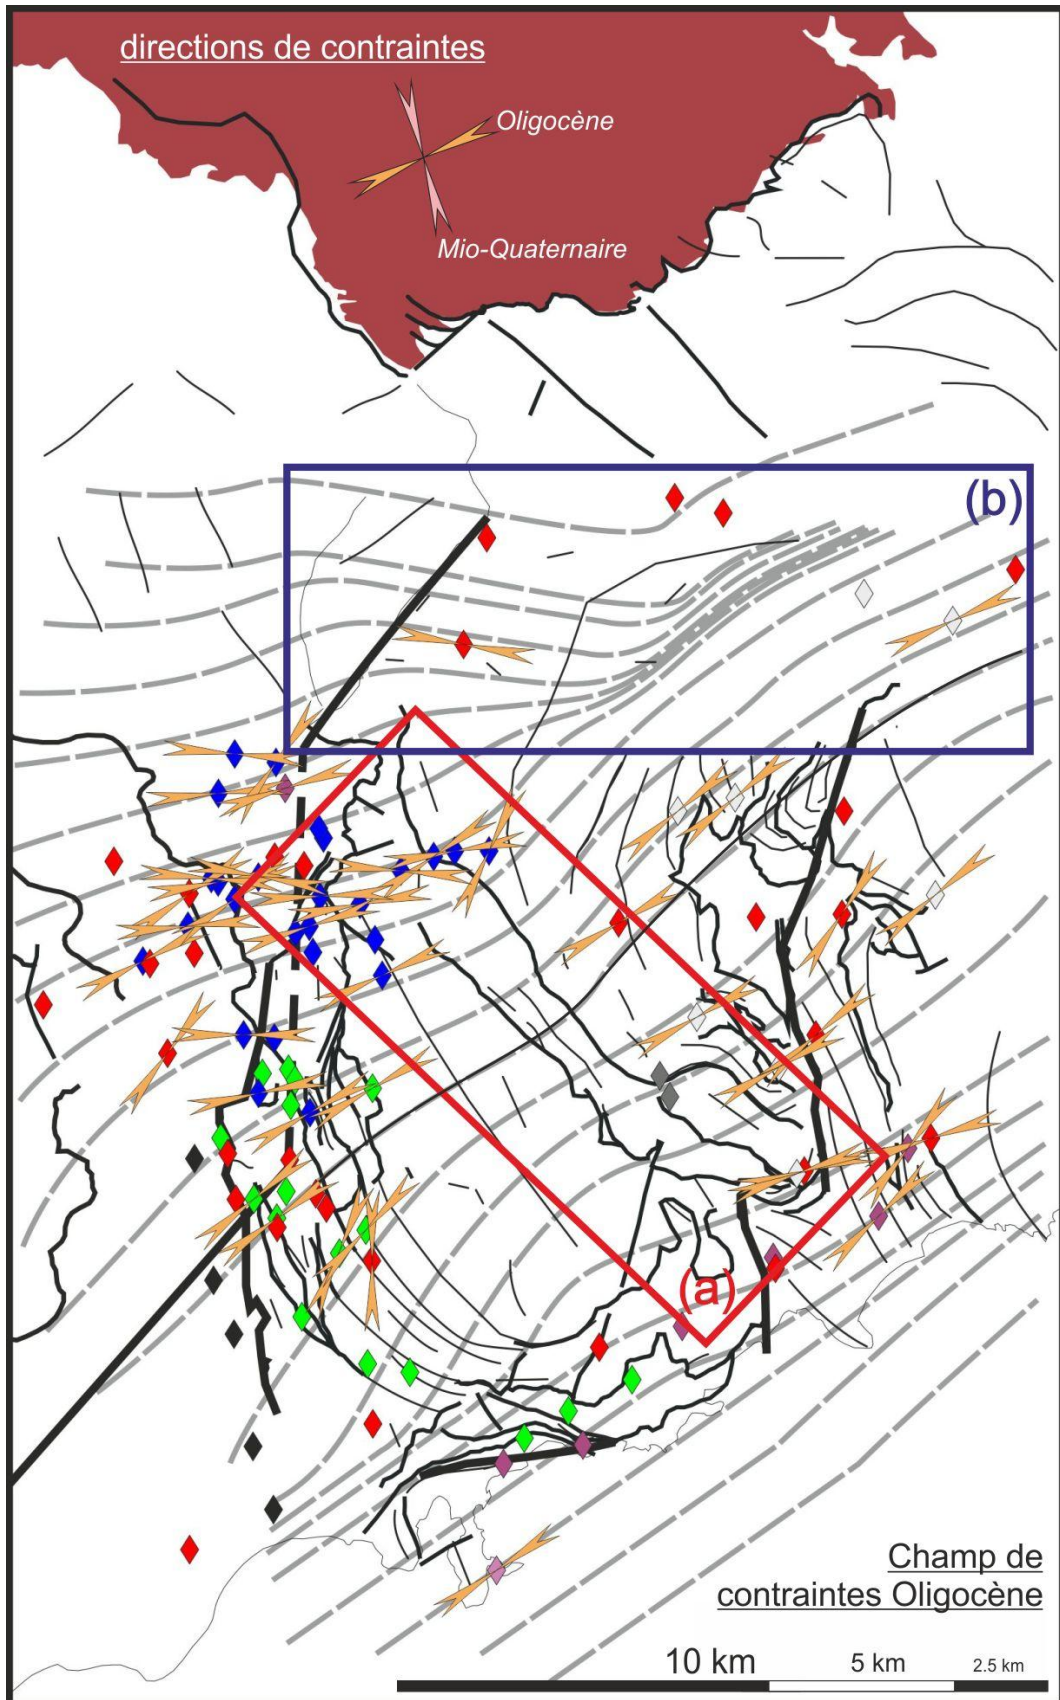 directions de contraintes
Oligocène
Mio-Quaternaire
(b)
(a)
Champ de
contraintes Oligocène
10 km
5 km
2.5 km